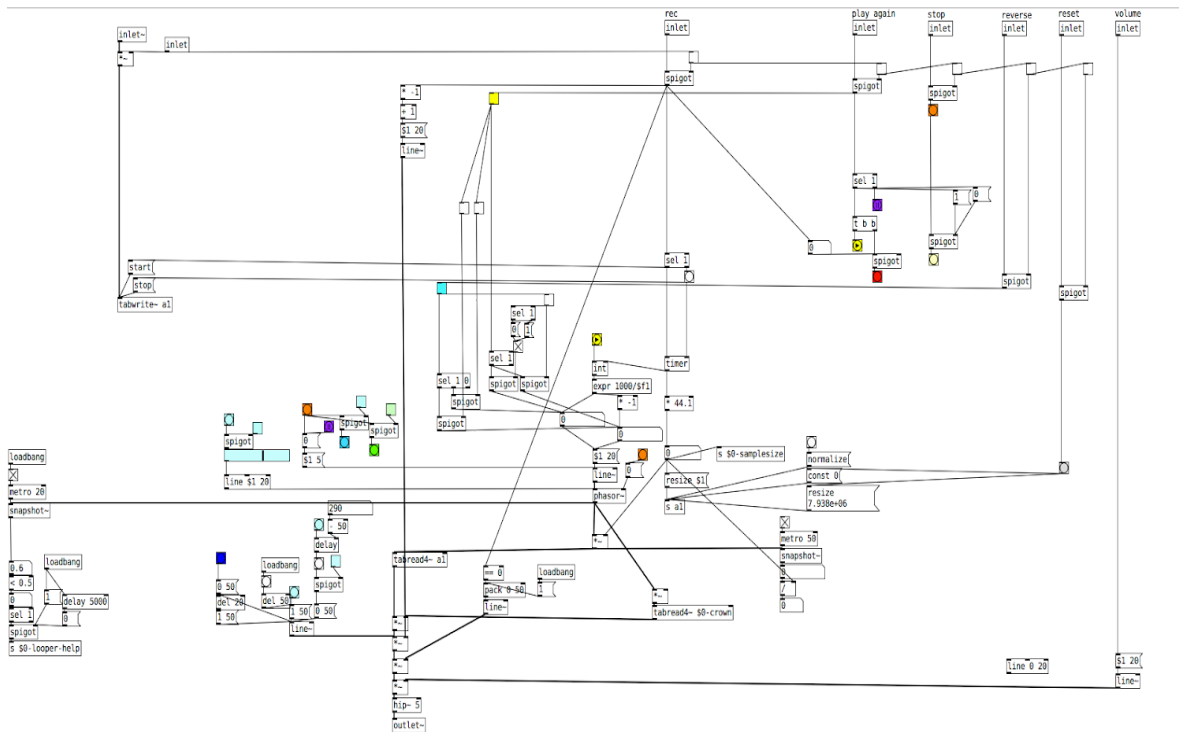 rec
play again
stop
reverse
reset
volume
inlet~
inlet
inlet
inlet
inlet
inlet
inlet
inlet
*~
spigot
spigot
spigot
* -1
+ 1
$1 20
line~
sel 1
1
0
t b b
spigot
0
spigot
start
stop
tabwrite~ a1
sel 1
spigot
spigot
sel 1
0
1
sel 1
int
timer
sel 1 0
spigot
spigot
expr 1000/$f1
spigot
* -1
* 44.1
spigot
0
0
spigot
spigot
spigot
0
$1 5
line $1 20
$1 20
0
line~
phasor~
0
s $0-samplesize
resize $1
s a1
normalize
const 0
resize
7.938e+06
loadbang
metro 20
snapshot~
290
- 50
delay
*~
metro 50
snapshot~
0
/
0
tabread4~ a1
0.6
< 0.5
0
sel 1
spigot
s $0-looper-help
loadbang
1
delay 5000
0
0 50
del 20
1 50
loadbang
del 50
1 50
0 50
line~
spigot
== 0
pack 0 50
line~
loadbang
1
*~
tabread4~ $0-crown
*~
*~
*~
*~
hip~ 5
outlet~
line 0 20
$1 20
line~